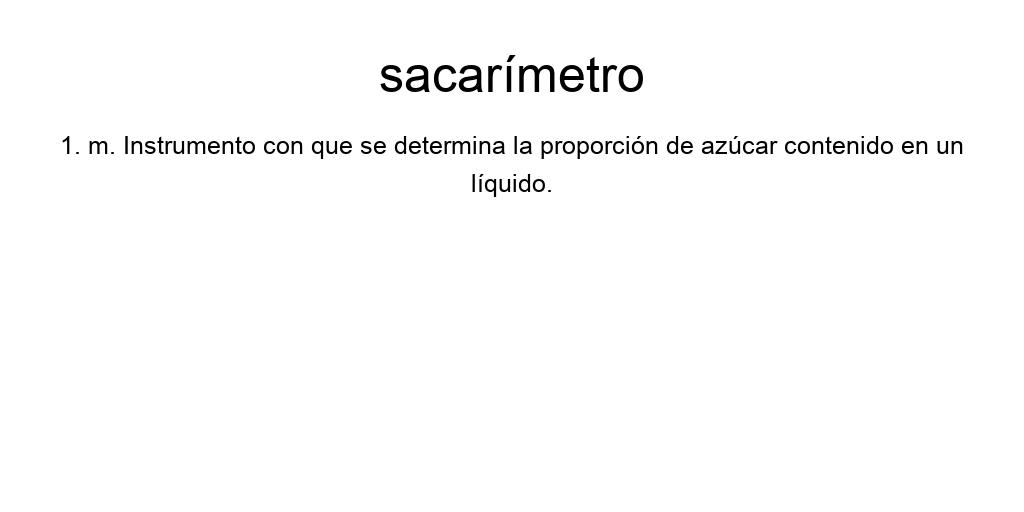 sacarímetro
1. m. Instrumento con que se determina la proporción de azúcar contenido en un
líquido.